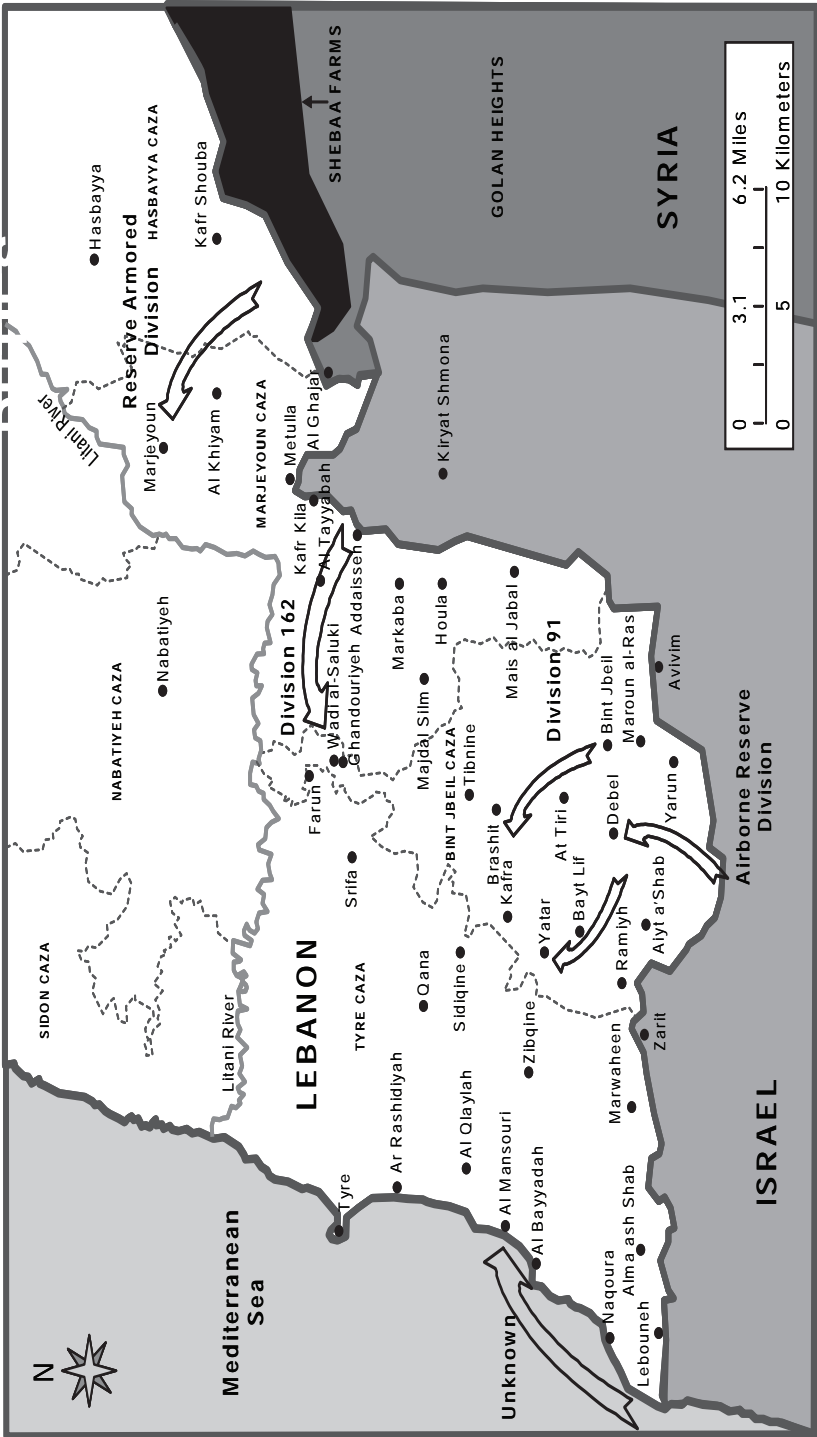 N
Mediterranean
Sea
Unknown
SIDON CAZA
Litani River
LEBANON
TYRE CAZA
Tyre
Ar Rashidiyah
Al Qlaylah
Al Mansouri
Al Bayyadah
Naqoura
Alma ash Shab
Lebouneh
Qana
Sidiqine
Zibqine
Marwaheen
Zarit
ISRAEL
NABATIYEH CAZA
Nabatiyeh
Division 162
Farun
Srifa
Wadi al-Saluki
Ghandouriyeh
Addaisseh
Majdal Silm
BINT JBEIL CAZA
Tibnine
Brashit
Kafra
Yatar
Bayt Lif
At Tiri
Debel
Ramiyh
Aiyt a'Shab
Yarun
Airborne Reserve
Division
Litani River
Reserve Armored
Division
Marjeyoun
Al Khiyam
MARJEYOUN CAZA
Metulla
Al Ghajar
Kafr Kila
Al Tayyabah
Markaba
Houla
Mais al Jabal
Division 91
Bint Jbeil
Maroun al-Ras
Avivim
Kiryat Shmona
Hasbayya
HASBAYYA CAZA
Kafr Shouba
SHEBAA FARMS
GOLAN HEIGHTS
SYRIA
0 3.1 6.2 Miles
0 5 10 Kilometers